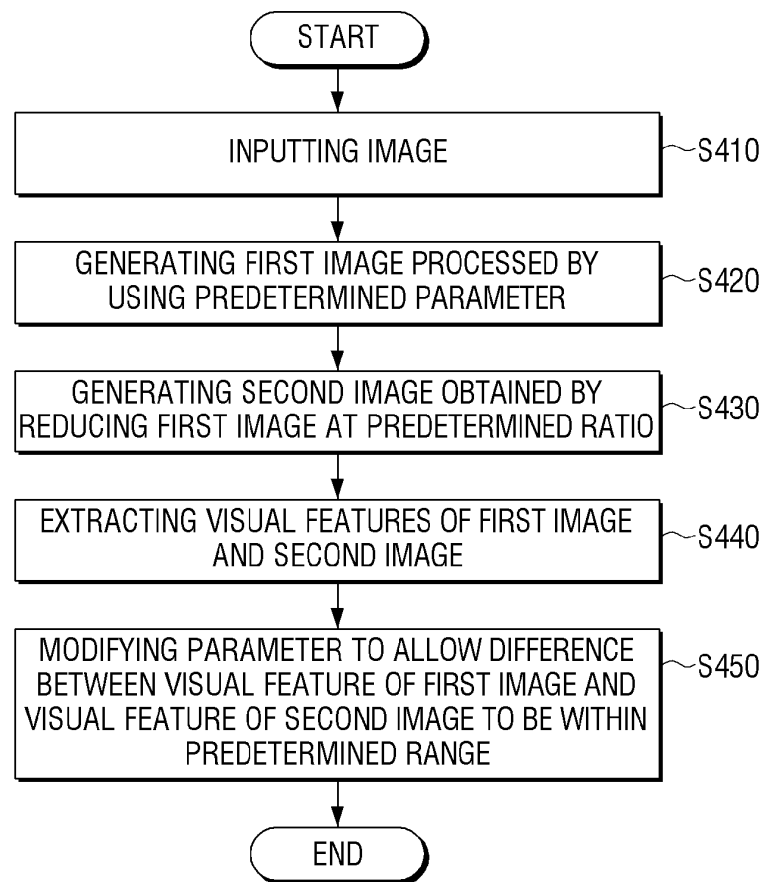 START
INPUTTING IMAGE
S410
GENERATING FIRST IMAGE PROCESSED BY
USING PREDETERMINED PARAMETER
S420
GENERATING SECOND IMAGE OBTAINED BY
REDUCING FIRST IMAGE AT PREDETERMINED RATIO
S430
EXTRACTING VISUAL FEATURES OF FIRST IMAGE
AND SECOND IMAGE
S440
MODIFYING PARAMETER TO ALLOW DIFFERENCE
BETWEEN VISUAL FEATURE OF FIRST IMAGE AND
VISUAL FEATURE OF SECOND IMAGE TO BE WITHIN
PREDETERMINED RANGE
S450
END